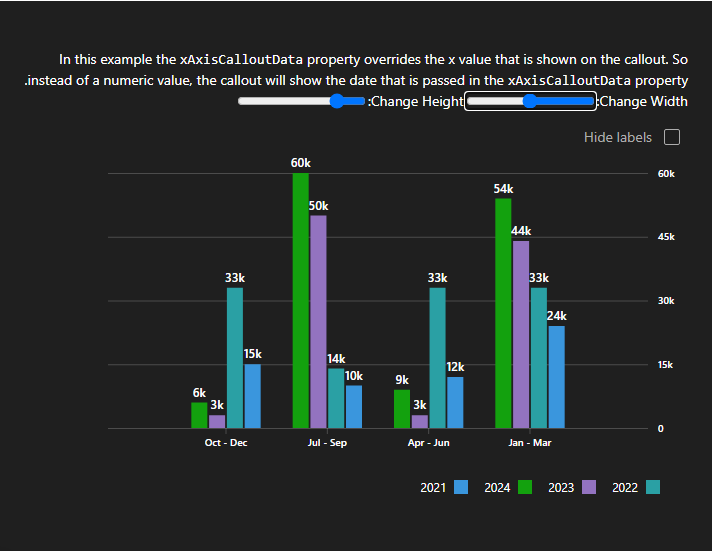 In this example the xAxisCalloutData property overrides the x value that is shown on the callout. So
.instead of a numeric value, the callout will show the date that is passed in the xAxisCalloutData property
:Change Height :Change Width
Hide labels
60k
54k
50k
44k
33k
33k
33k
24k
15k
14k
12k
10k
9k
6k
3k
3k
60k
45k
30k
15k
0
Oct - Dec Jul - Sep Apr - Jun Jan - Mar
2021 2024 2023 2022